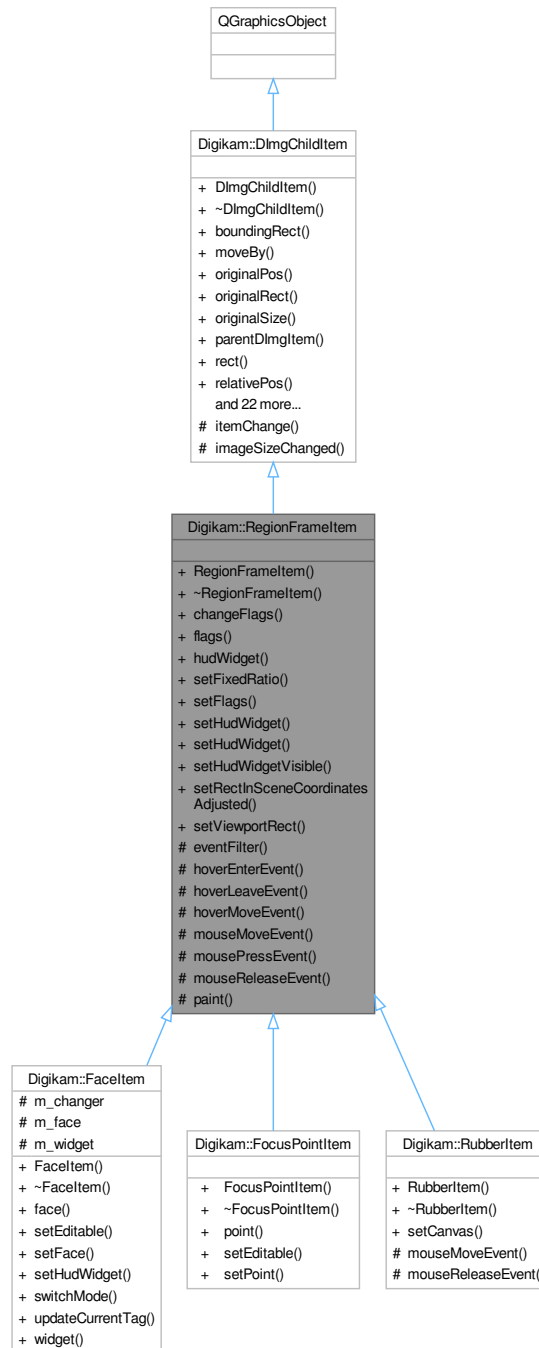 QGraphicsObject
Digikam::DImgChildItem
+ DImgChildItem()
+ ~DImgChildItem()
+ boundingRect()
+ moveBy()
+ originalPos()
+ originalRect()
+ originalSize()
+ parentDImgItem()
+ rect()
+ relativePos()
and 22 more...
# itemChange()
# imageSizeChanged()
Digikam::RegionFrameItem
+ RegionFrameItem()
+ ~RegionFrameItem()
+ changeFlags()
+ flags()
+ hudWidget()
+ setFixedRatio()
+ setFlags()
+ setHudWidget()
+ setHudWidget()
+ setHudWidgetVisible()
+ setRectInSceneCoordinates
Adjusted()
+ setViewportRect()
# eventFilter()
# hoverEnterEvent()
# hoverLeaveEvent()
# hoverMoveEvent()
# mouseMoveEvent()
# mousePressEvent()
# mouseReleaseEvent()
# paint()
Digikam::FaceItem
# m_changer
# m_face
# m_widget
+ FaceItem()
+ ~FaceItem()
+ face()
+ setEditable()
+ setFace()
+ setHudWidget()
+ switchMode()
+ updateCurrentTag()
+ widget()
Digikam::FocusPointItem
+ FocusPointItem()
+ ~FocusPointItem()
+ point()
+ setEditable()
+ setPoint()
Digikam::RubberItem
+ RubberItem()
+ ~RubberItem()
+ setCanvas()
# mouseMoveEvent()
# mouseReleaseEvent()